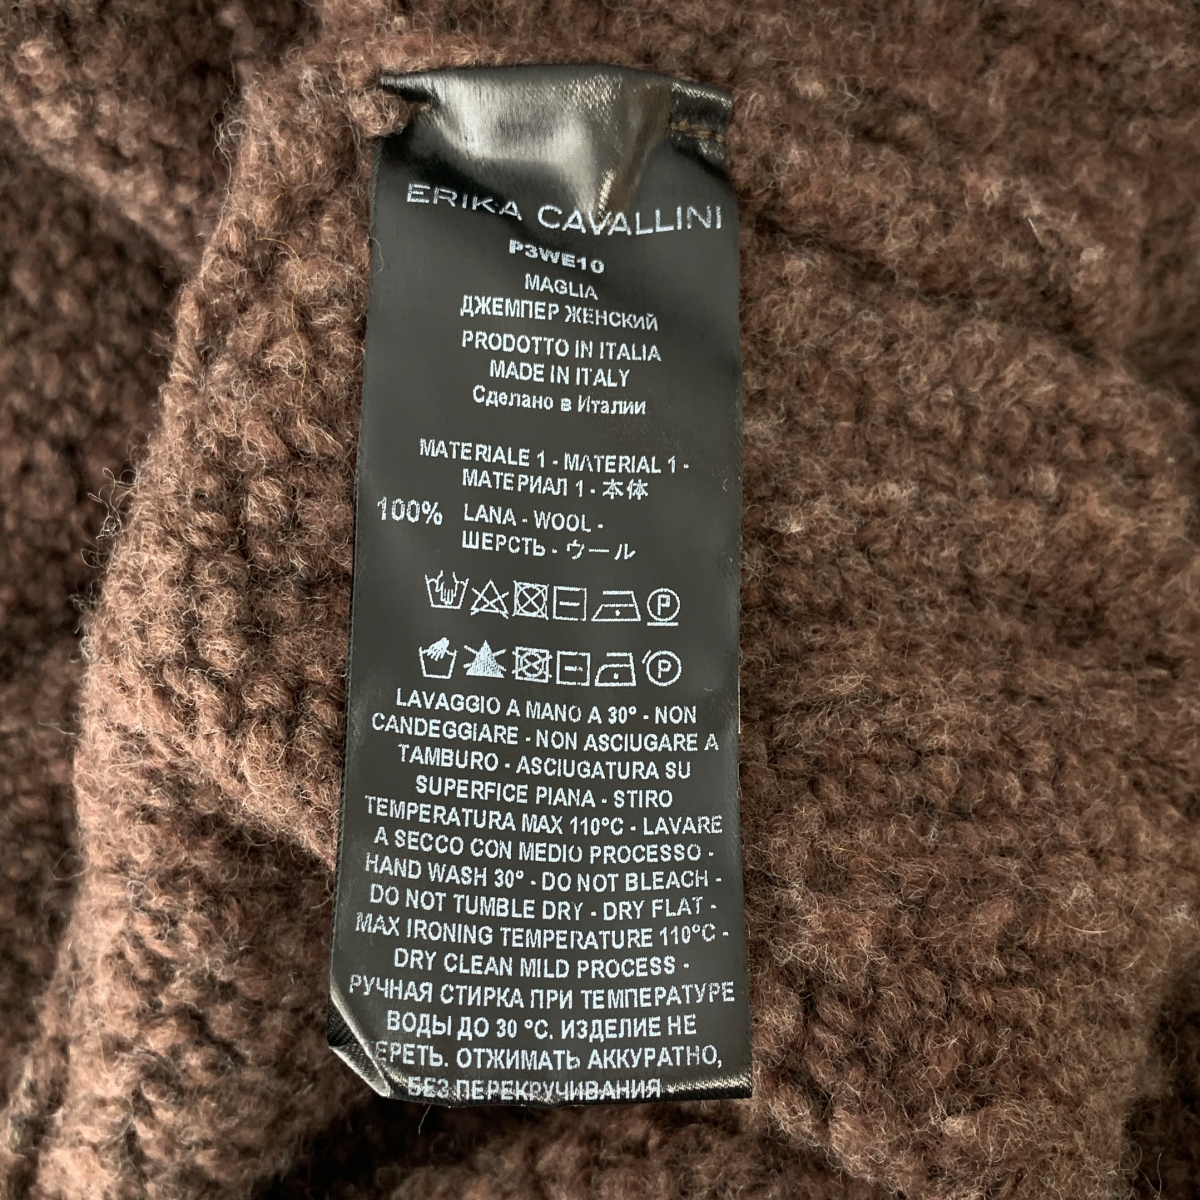 ERIKA CAVALLINI
P3WE10
MAGLIA
ДЖЕМПЕР ЖЕНСКИЙ
PRODOTTO IN ITALIA
MADE IN ITALY
Сделано в Италии
MATERIALE 1 - MATERIAL 1 -
МАТЕРИАЛ 1 - 本体
100% LANA - WOOL -
ШЕРСТЬ - ウール
P
P
LAVAGGIO A MANO A 30° - NON
CANDEGGIARE - NON ASCIUGARE A
TAMBURO - ASCIUGATURA SU
SUPERFICE PIANA - STIRO
TEMPERATURA MAX 110°C - LAVARE
A SECCO CON MEDIO PROCESSO -
HAND WASH 30° - DO NOT BLEACH -
DO NOT TUMBLE DRY - DRY FLAT -
MAX IRONING TEMPERATURE 110°C -
DRY CLEAN MILD PROCESS -
РУЧНАЯ СТИРКА ПРИ ТЕМПЕРАТУРЕ
ВОДЫ ДО 30 °C. ИЗДЕЛИЕ НЕ
ЕРЕТЬ. ОТЖИМАТЬ АККУРАТНО,
БЕЗ ПЕРЕКРУЧИВАНИЯ